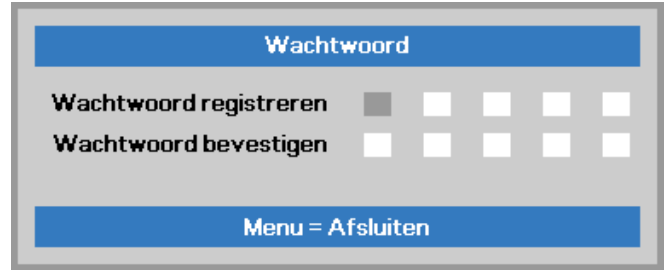 Wachtwoord
Wachtwoord registreren
Wachtwoord bevestigen
Menu = Afsluiten